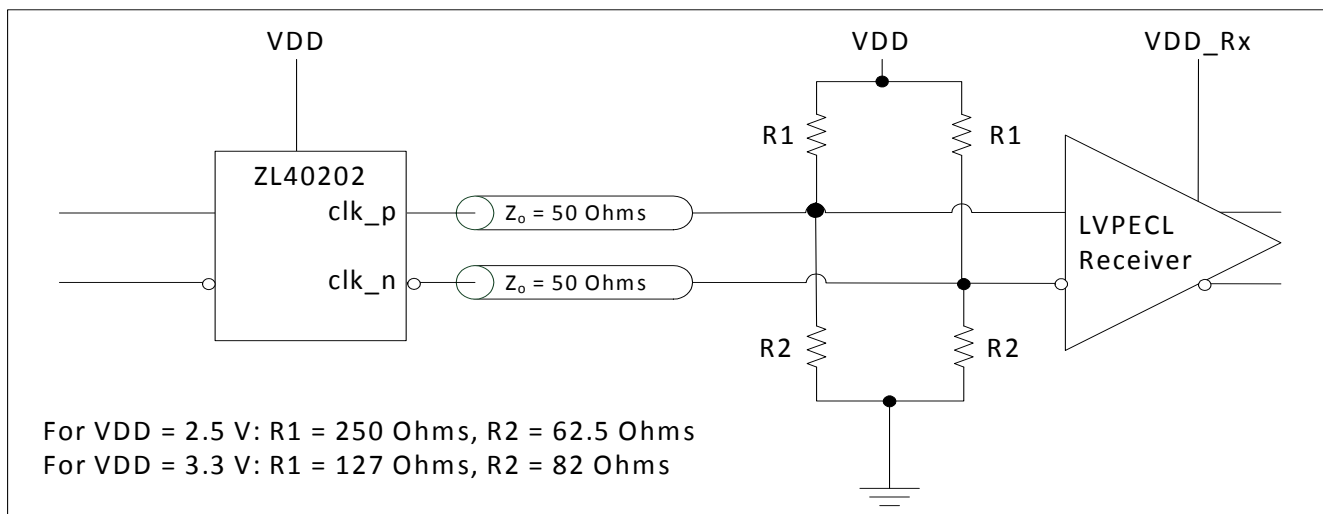 VDD
VDD
VDD_Rx
ZL40202
R1
R1
clk_p
Zo = 50 Ohms
LVPECL
Receiver
clk_n
Zo = 50 Ohms
R2
R2
For VDD = 2.5 V: R1 = 250 Ohms, R2 = 62.5 Ohms
For VDD = 3.3 V: R1 = 127 Ohms, R2 = 82 Ohms